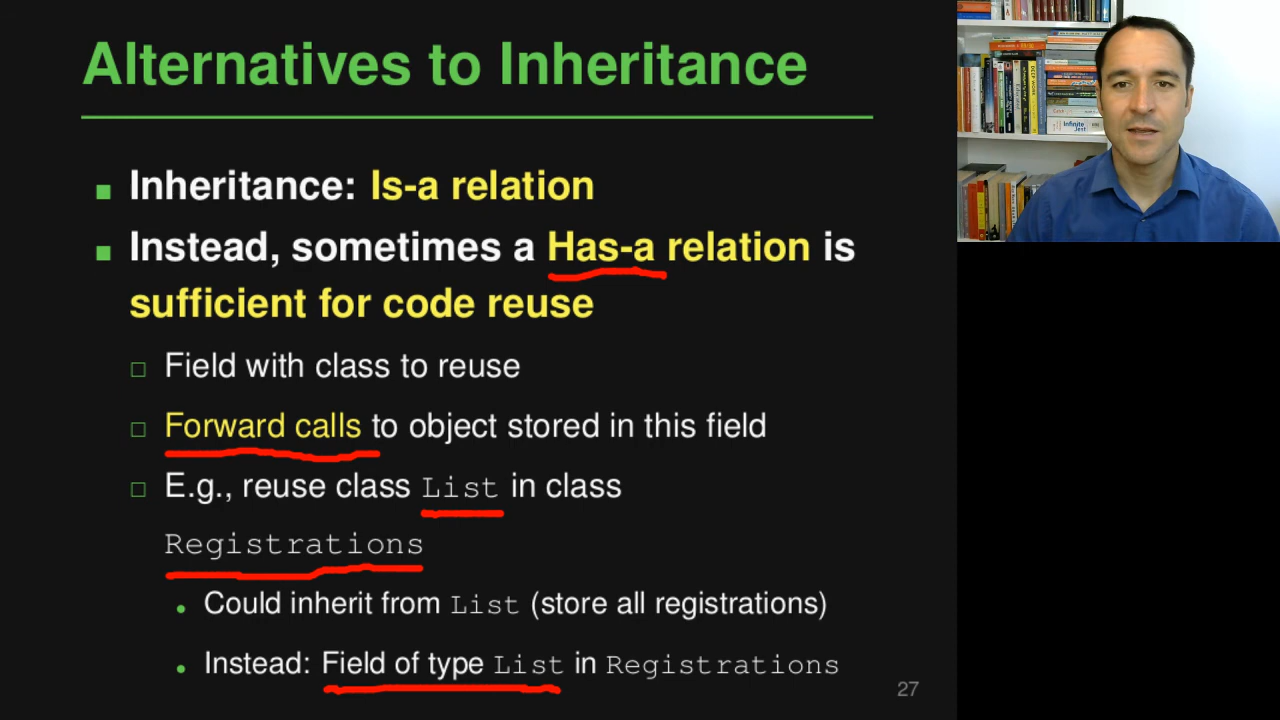 Alternatives to Inheritance
Inheritance: Is-a relation
Instead, sometimes a Has-a relation is
sufficient for code reuse
Field with class to reuse
Forward calls to object stored in this field
E.g., reuse class List in class
Registrations
Could inherit from List (store all registrations)
Instead: Field of type List in Registrations
27
Infinite
Jest